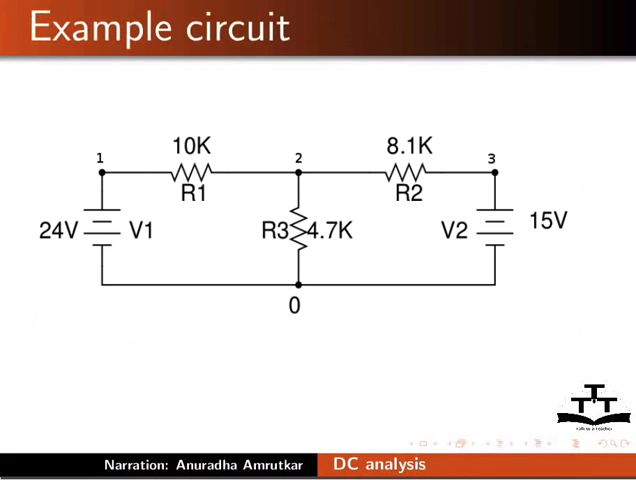 Example circuit
10K
8.1K
1
2
3
R1
R2
24V
V1
R3
4.7K
V2
15V
0
TTT
Narration: Anuradha Amrutkar
DC analysis